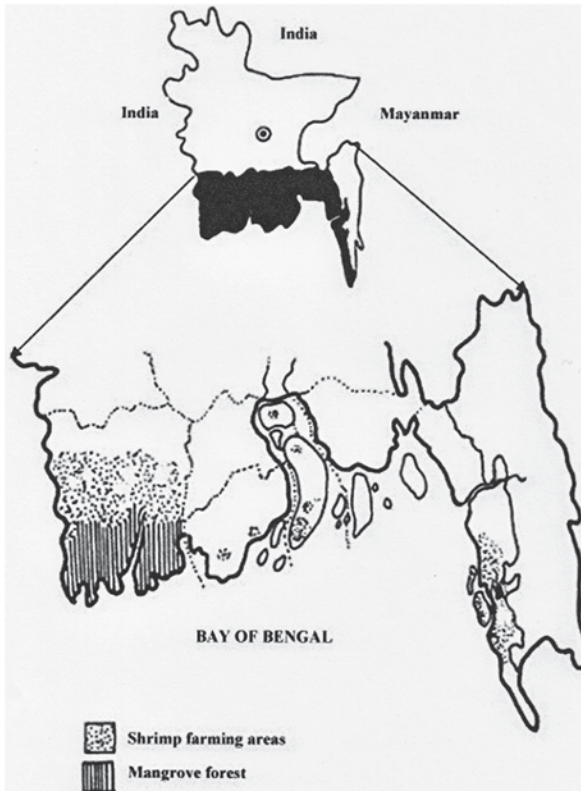 India
India
Mayanmar
BAY OF BENGAL
Shrimp farming areas
Mangrove forest